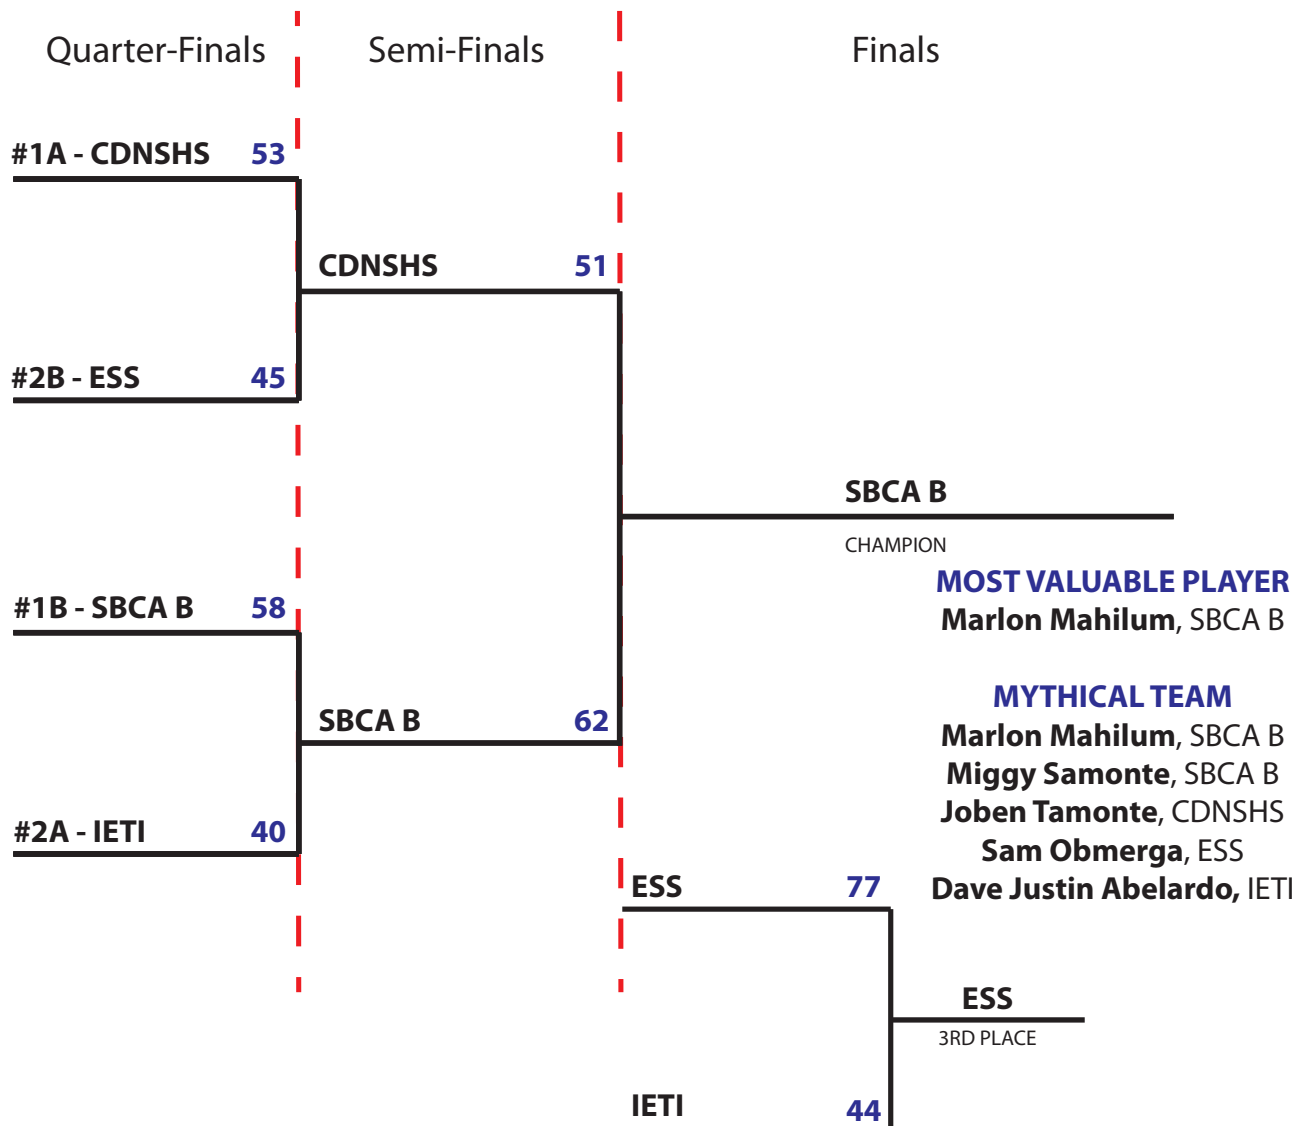 Quarter-Finals
Semi-Finals
Finals
#1A - CDNSHS 53
CDNSHS 51
#2B - ESS 45
SBCA B
CHAMPION
MOST VALUABLE PLAYER
Marlon Mahilum, SBCA B
#1B - SBCA B 58
MYTHICAL TEAM
SBCA B 62
Marlon Mahilum, SBCA B
Miggy Samonte, SBCA B
Joben Tamonte, CDNSHS
#2A - IETI 40
Sam Obmerga, ESS
Dave Justin Abelardo, IETI
ESS 77
ESS
3RD PLACE
IETI 44